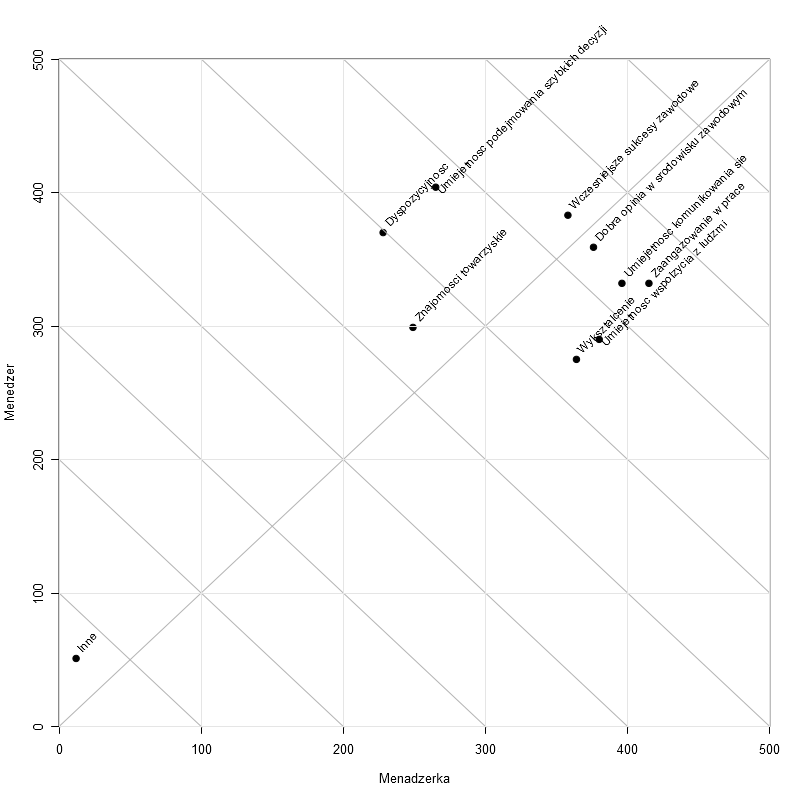 Umiejetnosc podejmowania szybkich decyzji
Dyspozycyjnosc
Znajomosci towarzyskie
Wczesniejsze sukcesy zawodowe
Dobra opinia w srodowisku zawodowym
Umiejetnosc komunikowania sie
Zaangazowanie w prace
Umiejetnosc wspolzycia z ludzmi
Wyksztalcenie
Inne
500
400
300
200
100
0
Menedzer
0 100 200 300 400 500
Menadzerka